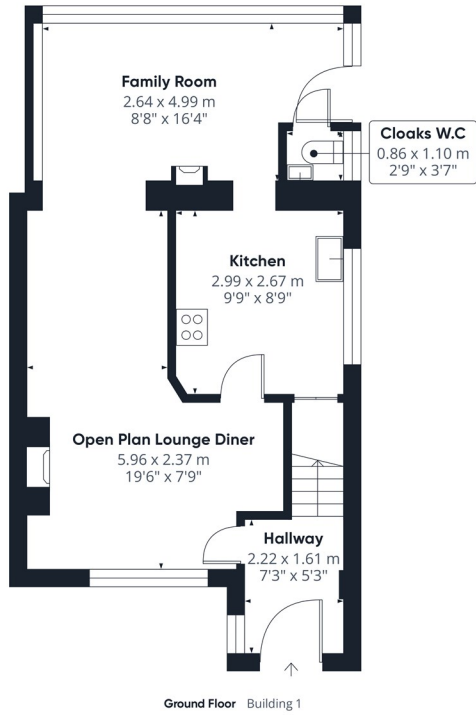 Family Room
2.64 x 4.99 m
8'8" x 16'4"
Cloaks W.C
0.86 x 1.10 m
2'9" x 3'7"
Kitchen
2.99 x 2.67 m
9'9" x 8'9"
Open Plan Lounge Diner
5.96 x 2.37 m
19'6" x 7'9"
Hallway
2.22 x 1.61 m
7'3" x 5'3"
Ground Floor Building 1